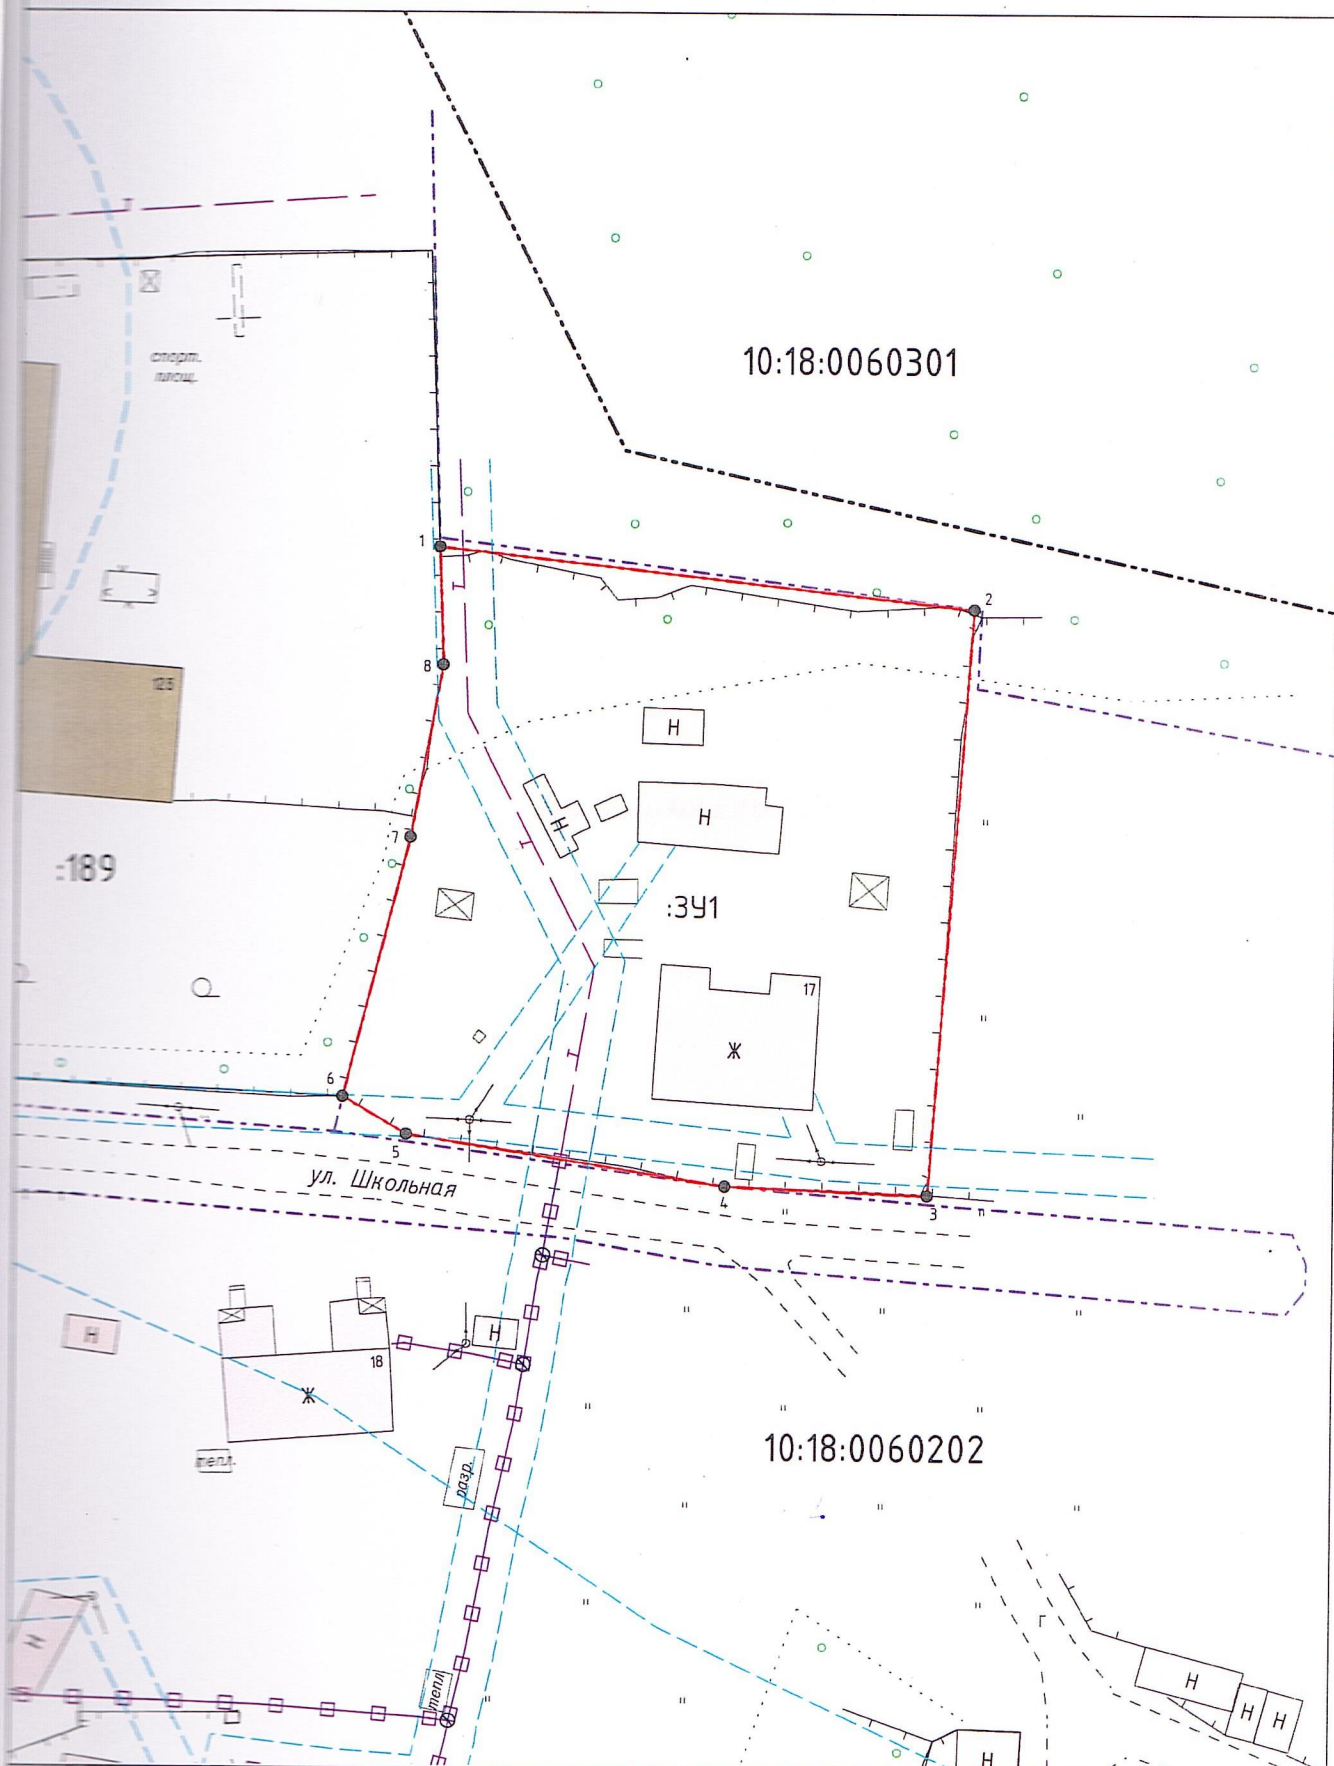 Т
спорт.
площ.
10:18:0060301
1
2
Т
8
126
Н
7
Н
Н
Т
:189
:ЗУ1
17
Ж
Т
6
5
ул. Школьная
4
3
Н
Н
18
Ж
10:18:0060202
тепл.
разр.
Г
Н
тепл
Н
Н
Н